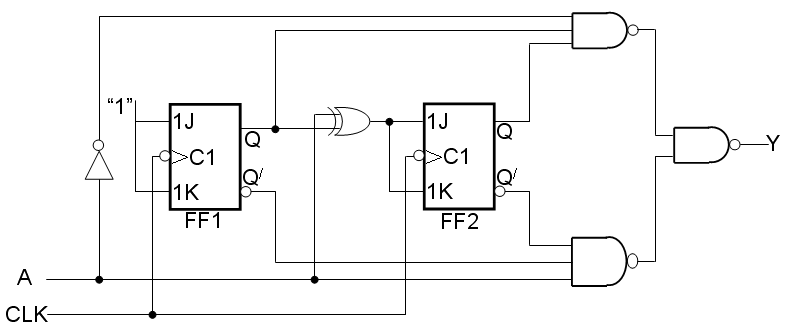 Y
"1"
1J
C1
1K
Q
Q/
FF1
1J
C1
1K
Q
Q/
FF2
A
CLK